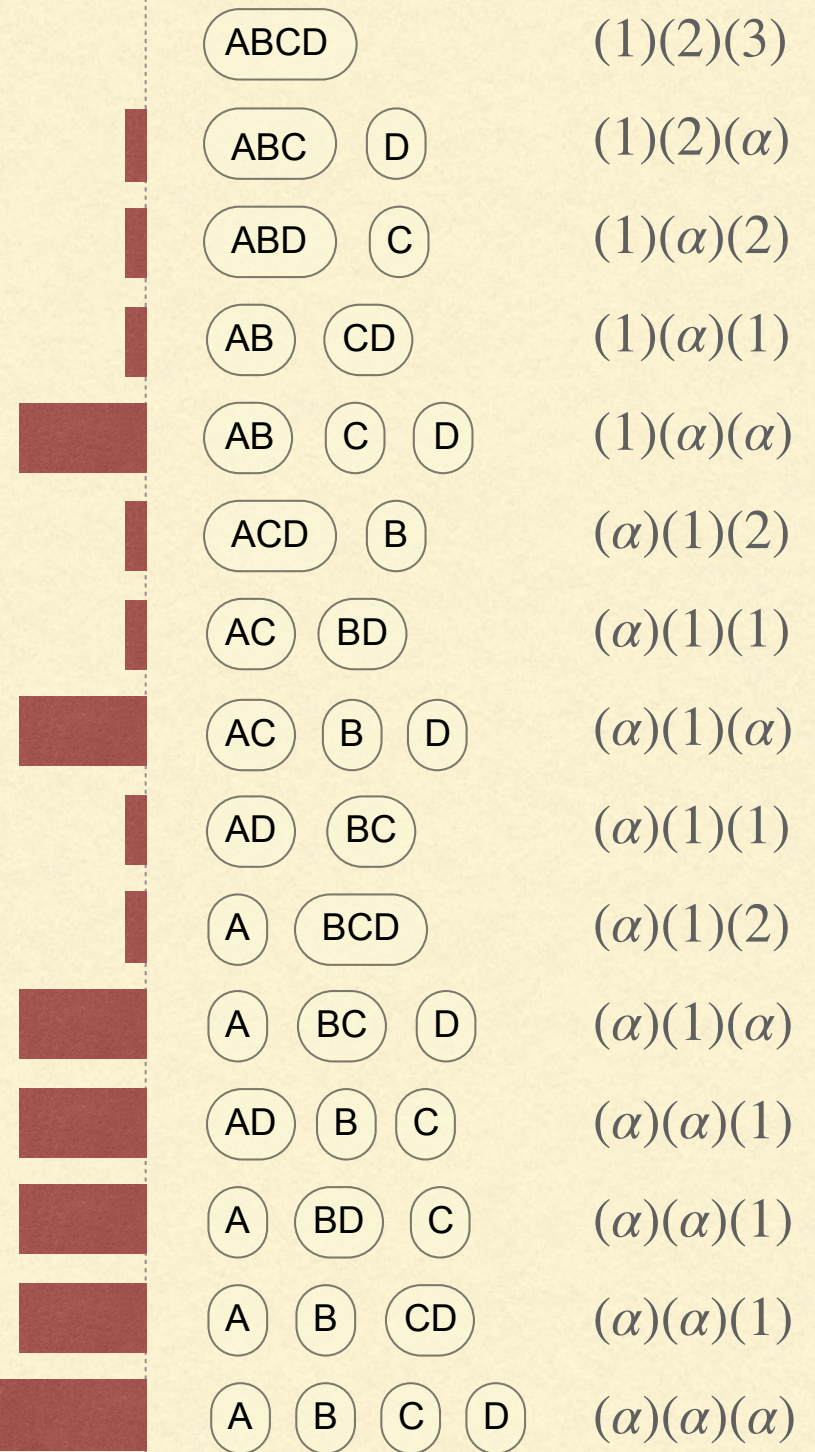 ABCD (1)(2)(3)
ABC D (1)(2)(α)
ABD C (1)(α)(2)
AB CD (1)(α)(1)
AB C D (1)(α)(α)
ACD B (α)(1)(2)
AC BD (α)(1)(1)
AC B D (α)(1)(α)
AD BC (α)(1)(1)
A BCD (α)(1)(2)
A BC D (α)(1)(α)
AD B C (α)(α)(1)
A BD C (α)(α)(1)
A B CD (α)(α)(1)
A B C D (α)(α)(α)